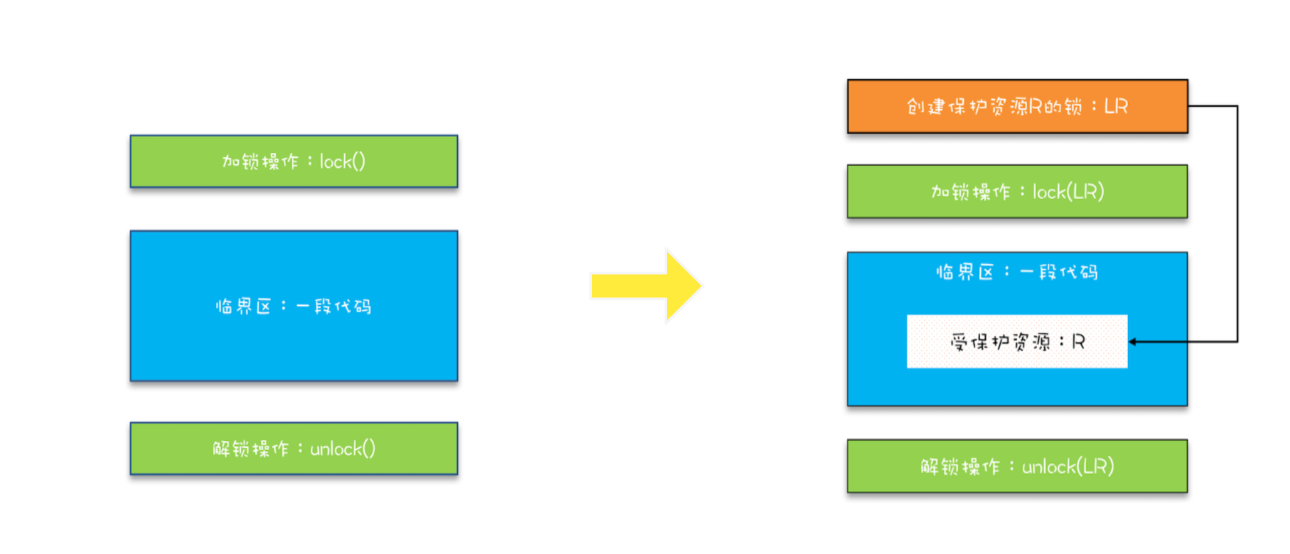 加锁操作：lock()
临界区：一段代码
解锁操作：unlock()
创建保护资源R的锁：LR
加锁操作：lock(LR)
临界区：一段代码
受保护资源：R
解锁操作：unlock(LR)